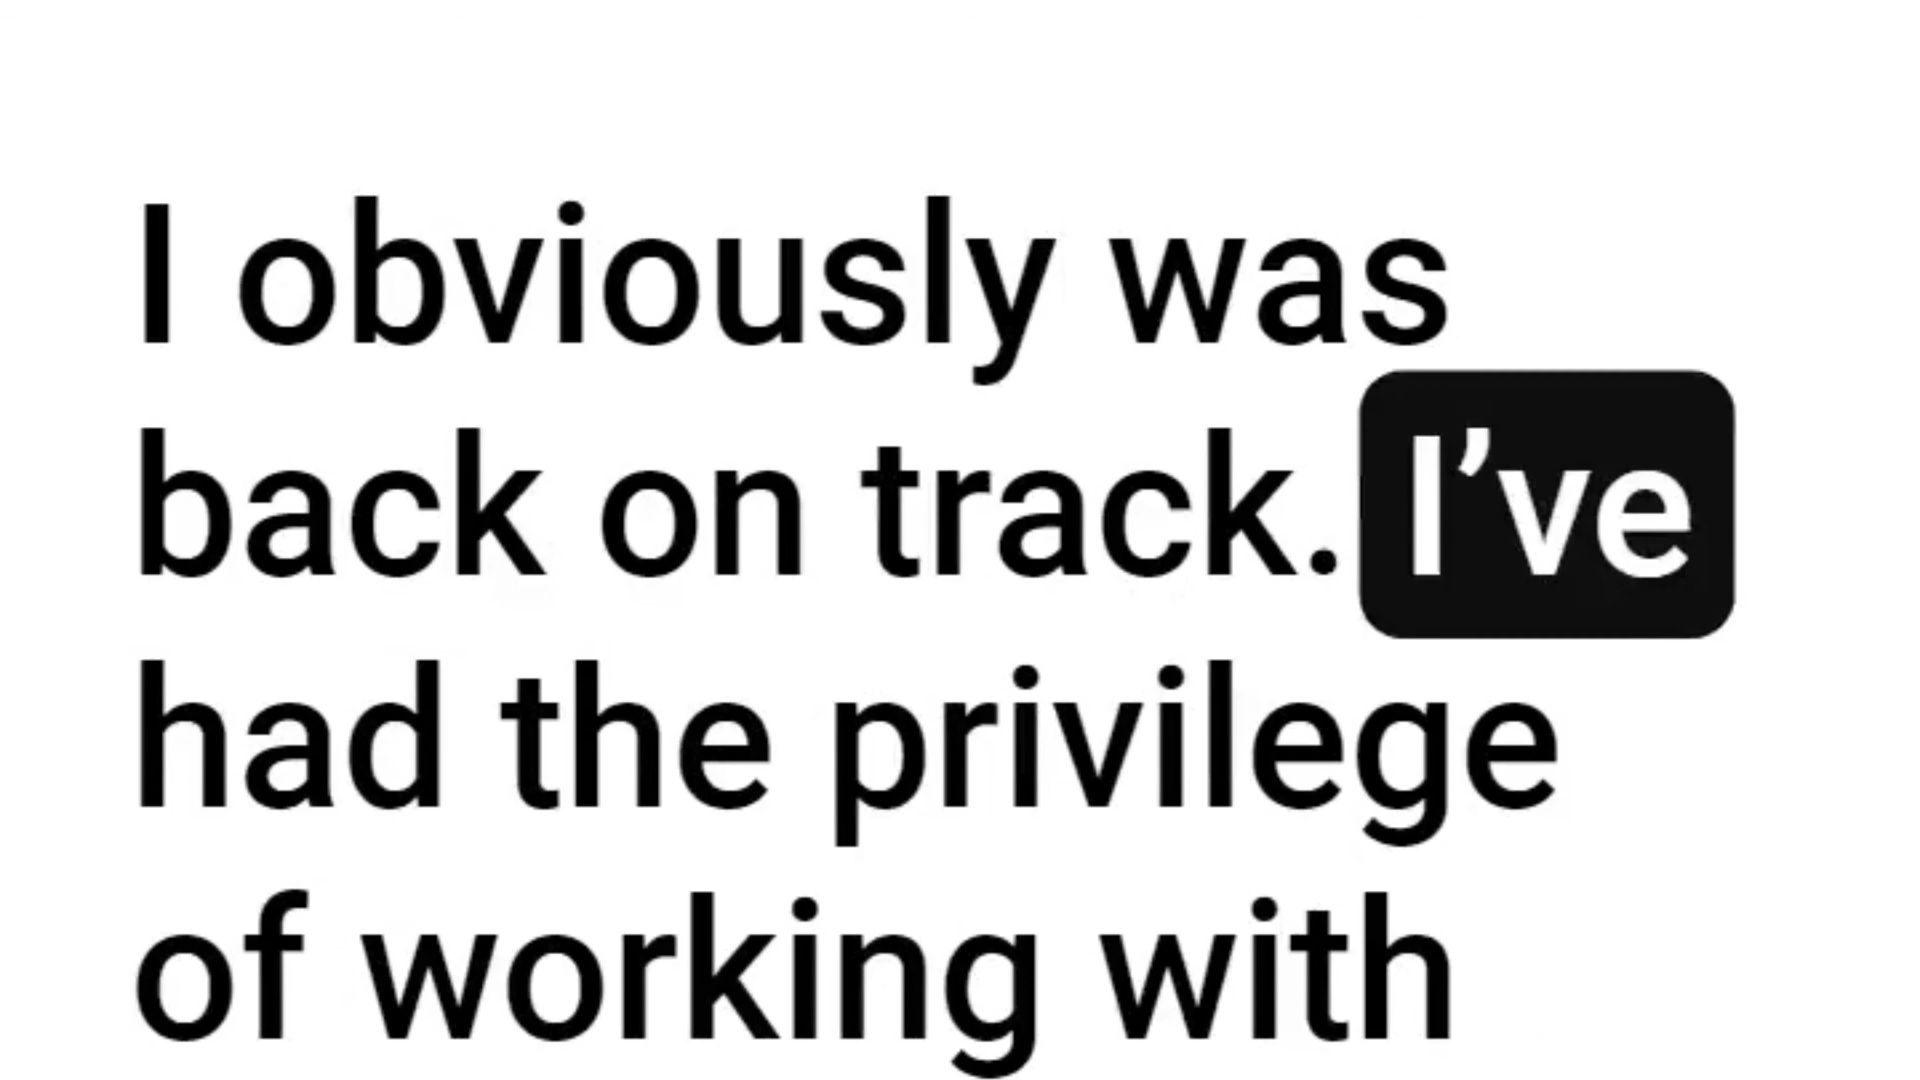 I obviously was
back on track. I’ve
had the privilege
of working with